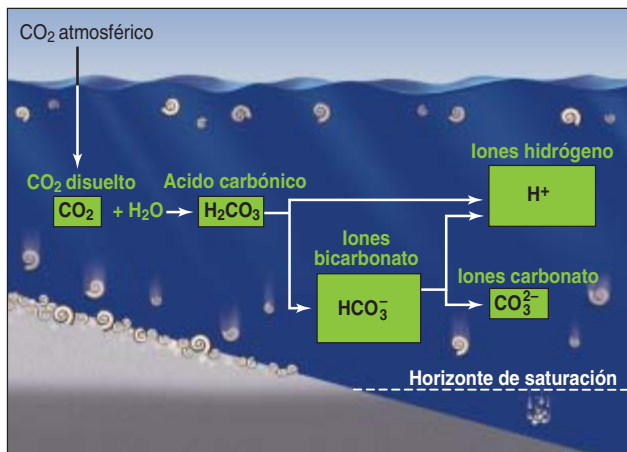 CO₂ atmosférico
CO₂ disuelto
CO₂
+ H₂O
Acido carbónico
H₂CO₃
Iones
bicarbonato
HCO₃⁻
Iones hidrógeno
H⁺
Iones carbonato
CO₃²⁻
Horizonte de saturación